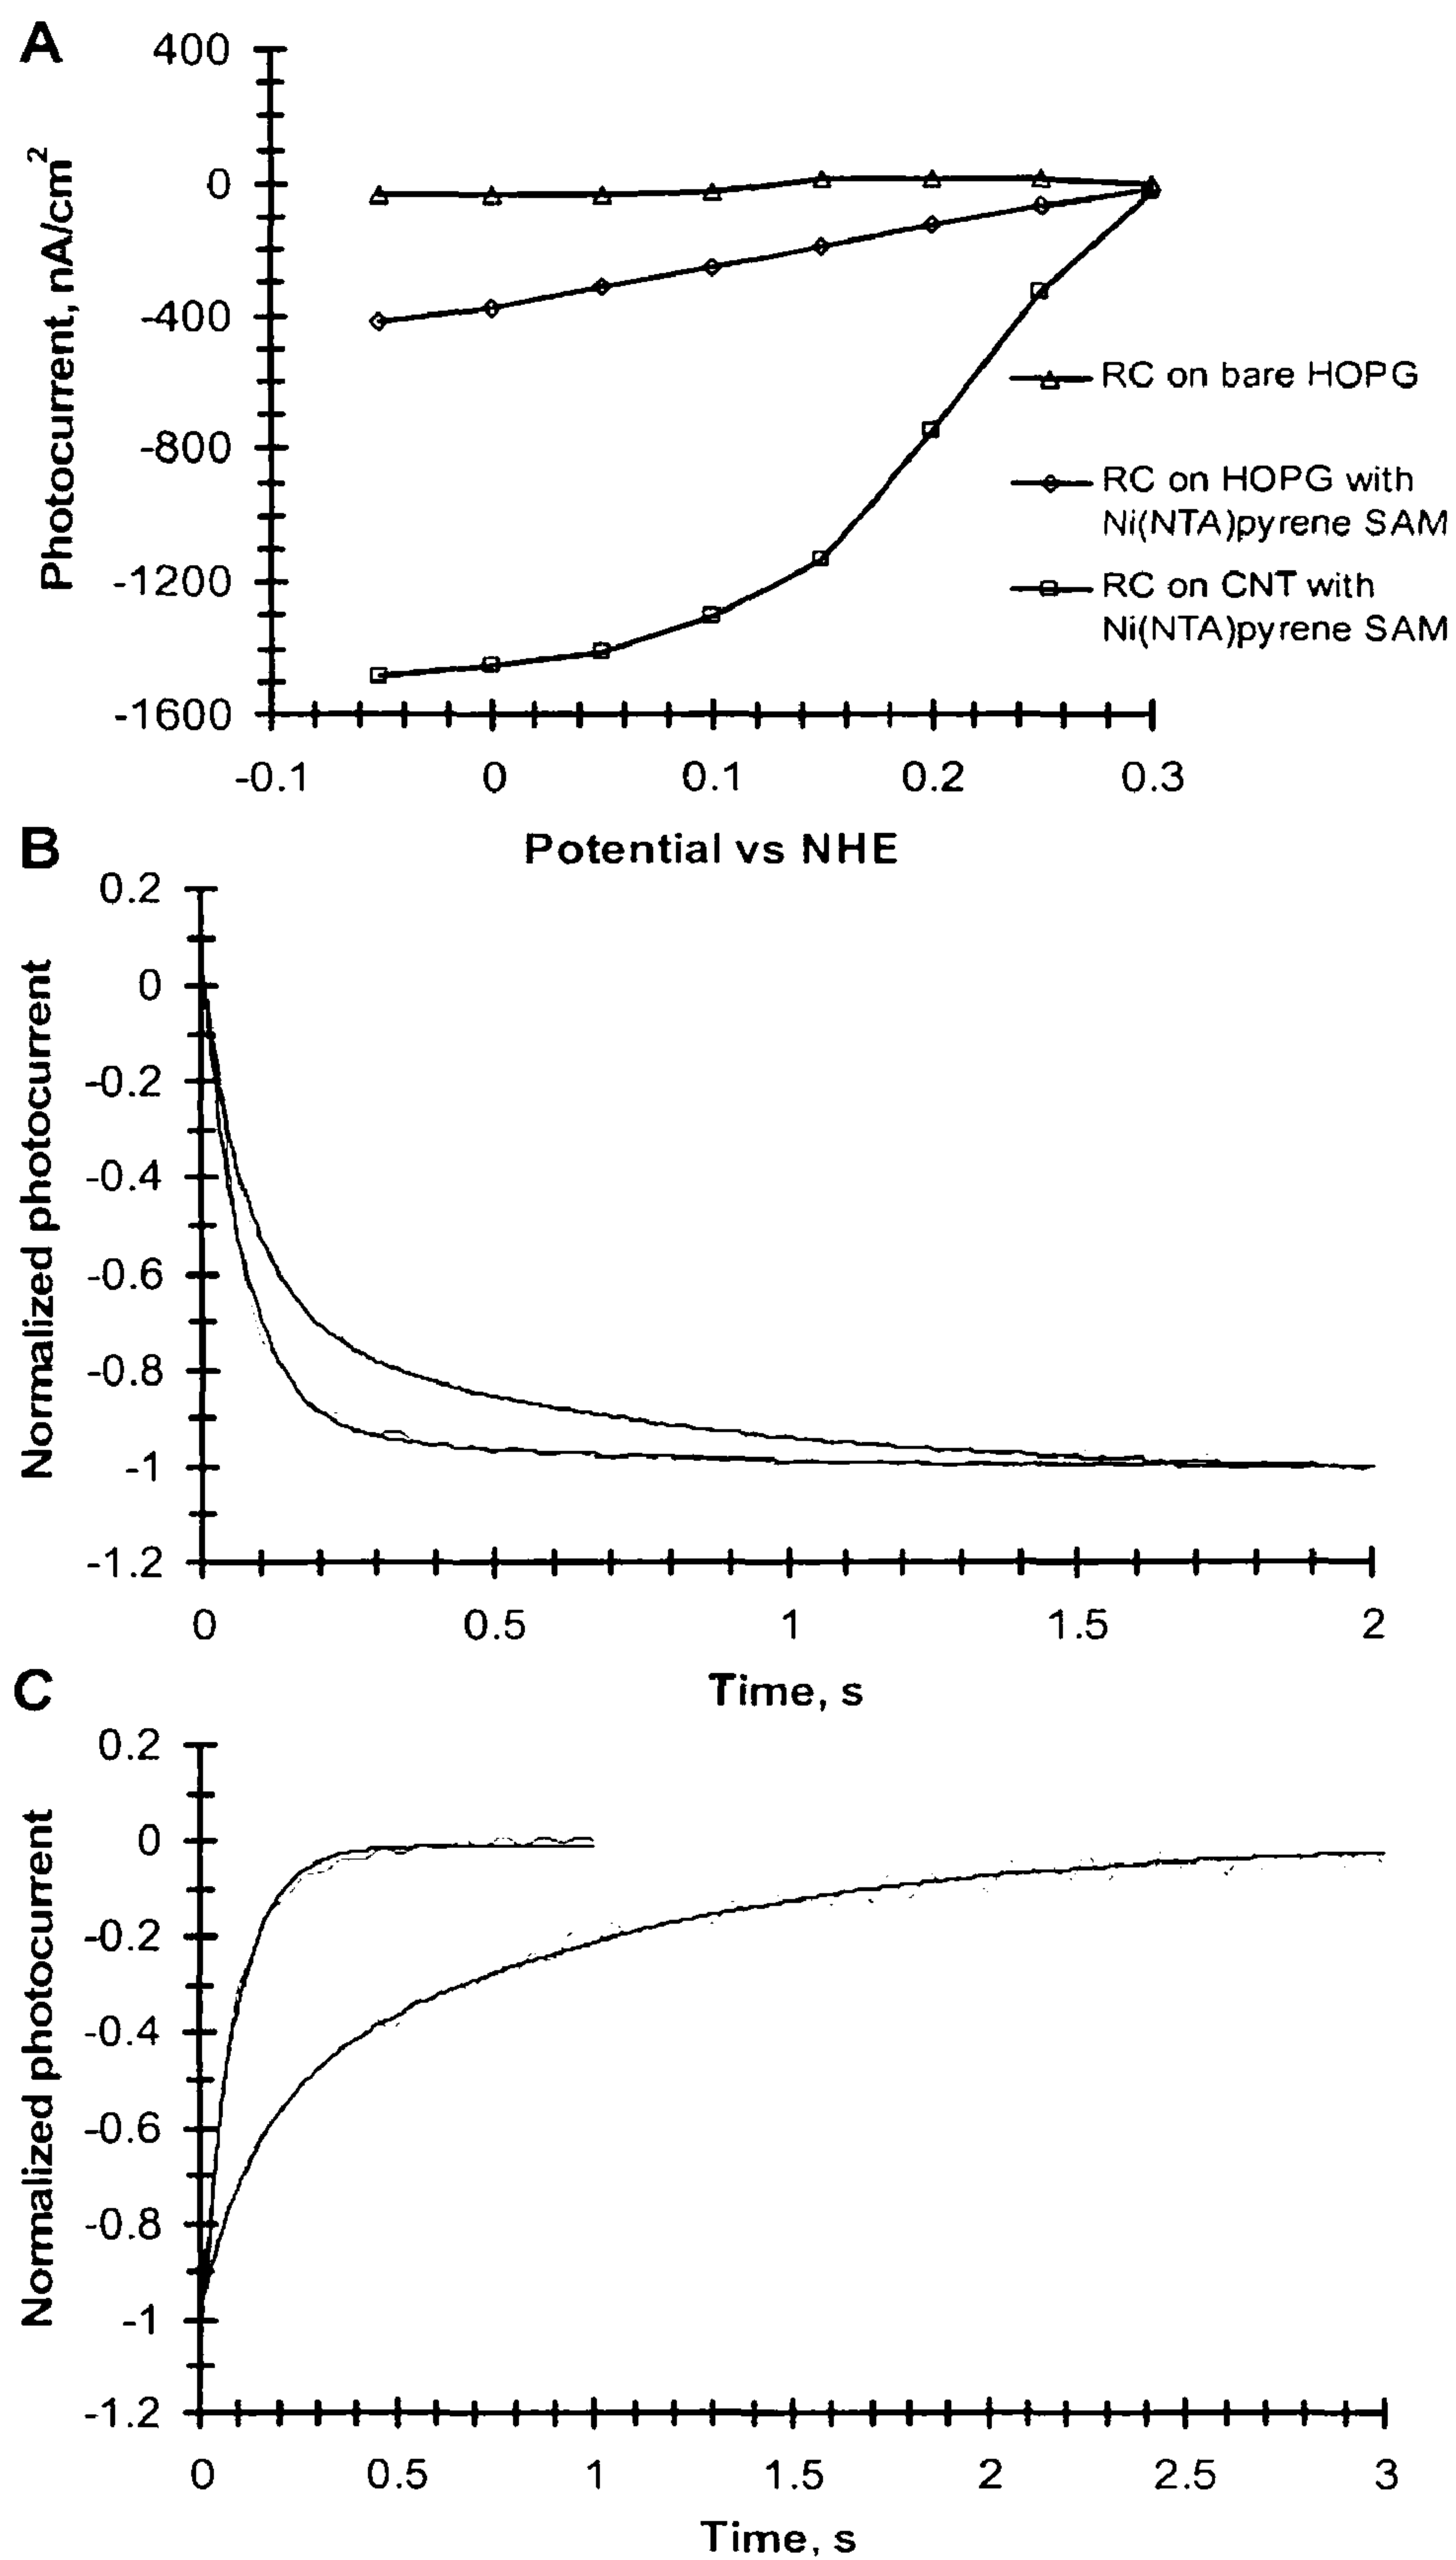 A
400
0
-400
-800
-1200
-1600
Photocurrent, nA/cm²
RC on bare HOPG
RC on HOPG with
Ni(NTA)pyrene SAM
RC on CNT with
Ni(NTA)pyrene SAM
-0.1 0 0.1 0.2 0.3
Potential vs NHE
B
0.2
0
-0.2
-0.4
-0.6
-0.8
-1
-1.2
Normalized photocurrent
0 0.5 1 1.5 2
Time, s
C
0.2
0
-0.2
-0.4
-0.6
-0.8
-1
-1.2
Normalized photocurrent
0 0.5 1 1.5 2 2.5 3
Time, s